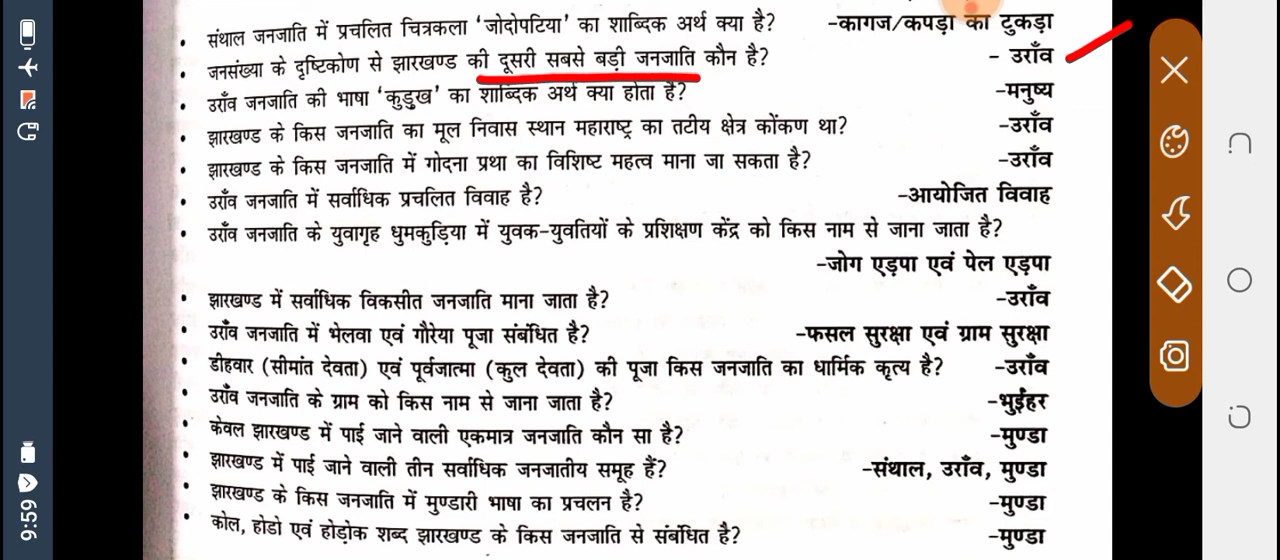 • संथाल जनजाति में प्रचलित चित्रकला 'जोदोपटिया' का शाब्दिक अर्थ क्या है? -कागज/कपड़ा का टुकड़ा
• जनसंख्या के दृष्टिकोण से झारखण्ड की दूसरी सबसे बड़ी जनजाति कौन है? - उराँव
• उराँव जनजाति की भाषा 'कुडुख' का शाब्दिक अर्थ क्या होता है? -मनुष्य
• झारखण्ड के किस जनजाति का मूल निवास स्थान महाराष्ट्र का तटीय क्षेत्र कोंकण था? -उराँव
• झारखण्ड के किस जनजाति में गोदना प्रथा का विशिष्ट महत्व माना जा सकता है? -उराँव
• उराँव जनजाति में सर्वाधिक प्रचलित विवाह है? -आयोजित विवाह
• उराँव जनजाति के युवागृह धुमकुड़िया में युवक-युवतियों के प्रशिक्षण केंद्र को किस नाम से जाना जाता है?
-जोग एड़पा एवं पेल एड़पा
• झारखण्ड में सर्वाधिक विकसीत जनजाति माना जाता है? -उराँव
• उराँव जनजाति में भेलवा एवं गौरेया पूजा संबंधित है? -फसल सुरक्षा एवं ग्राम सुरक्षा
• डीहवार (सीमांत देवता) एवं पूर्वजात्मा (कुल देवता) की पूजा किस जनजाति का धार्मिक कृत्य है? -उराँव
• उराँव जनजाति के ग्राम को किस नाम से जाना जाता है? -भुईंहर
• केवल झारखण्ड में पाई जाने वाली एकमात्र जनजाति कौन सा है? -मुण्डा
• झारखण्ड में पाई जाने वाली तीन सर्वाधिक जनजातीय समूह हैं? -संथाल, उराँव, मुण्डा
• झारखण्ड के किस जनजाति में मुण्डारी भाषा का प्रचलन है? -मुण्डा
• कोल, होडो एवं होड़ोक शब्द झारखण्ड के किस जनजाति से संबंधित है? -मुण्डा
9:59